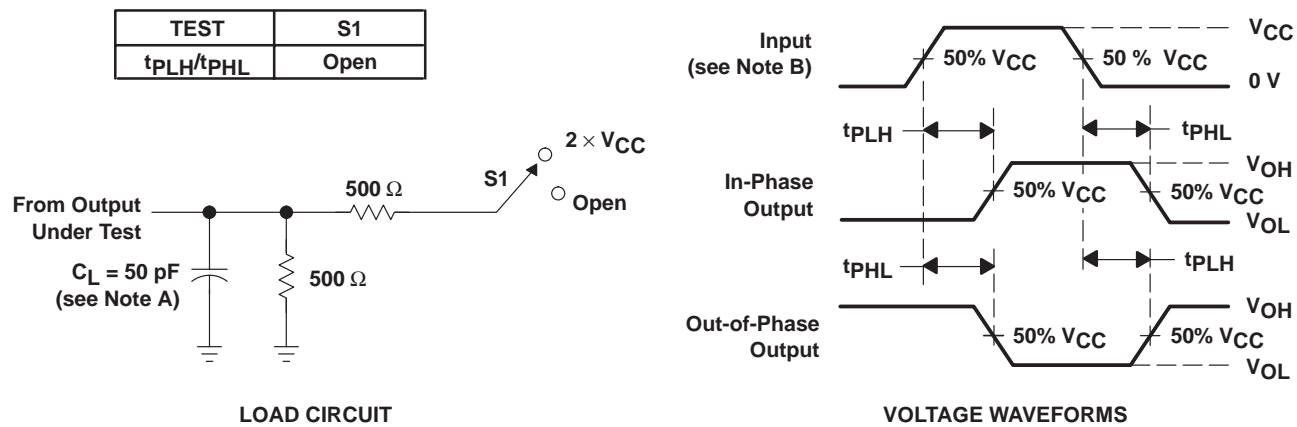 TEST S1
tPLH/tPHL Open
2 × VCC
S1
Open
500 Ω
From Output
Under Test
CL = 50 pF
(see Note A)
500 Ω
LOAD CIRCUIT
Input
(see Note B)
50% VCC
50 % VCC
VCC
0 V
tPLH
tPHL
In-Phase
Output
50% VCC
50% VCC
VOH
VOL
tPHL
tPLH
Out-of-Phase
Output
50% VCC
50% VCC
VOH
VOL
VOLTAGE WAVEFORMS